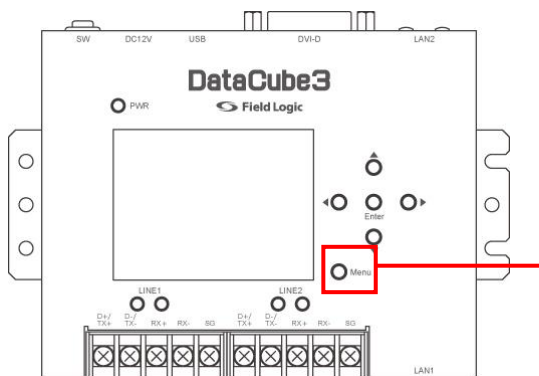 SW DC12V USB DVI-D LAN2
DataCube3
PWR Field Logic
Enter
Menu
LINE1 LINE2
D+/ TX+ D-/ TX- RX+ RX- SG D+/ TX+ D-/ TX- RX+ RX- SG
LAN1